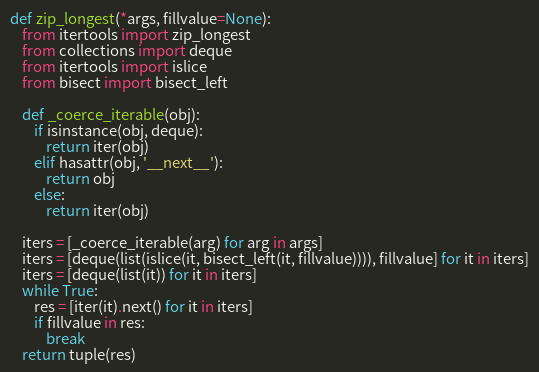 def zip_longest(*args, fillvalue=None):
from itertools import zip_longest
from collections import deque
from itertools import islice
from bisect import bisect_left
def _coerce_iterable(obj):
if isinstance(obj, deque):
return iter(obj)
elif hasattr(obj, '__next__'):
return obj
else:
return iter(obj)
iters = [_coerce_iterable(arg) for arg in args]
iters = [deque(list(islice(it, bisect_left(it, fillvalue)))), fillvalue] for it in iters]
iters = [deque(list(it)) for it in iters]
while True:
res = [iter(it).next() for it in iters]
if fillvalue in res:
break
return tuple(res)